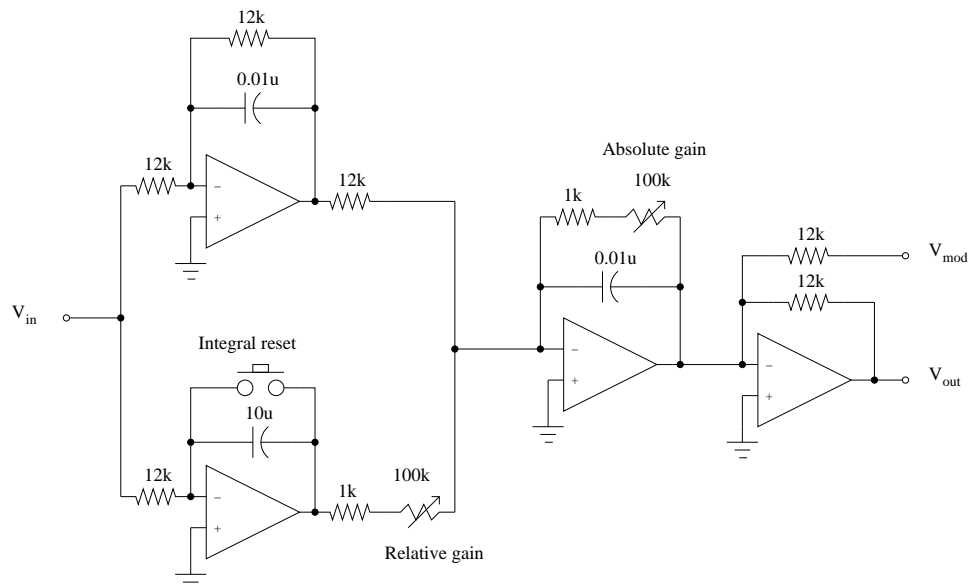 12k
0.01u
12k
−
+
12k
Absolute gain
1k
100k
0.01u
−
+
12k
V_mod
12k
−
+
V_out
V_in
Integral reset
10u
12k
−
+
1k
100k
Relative gain